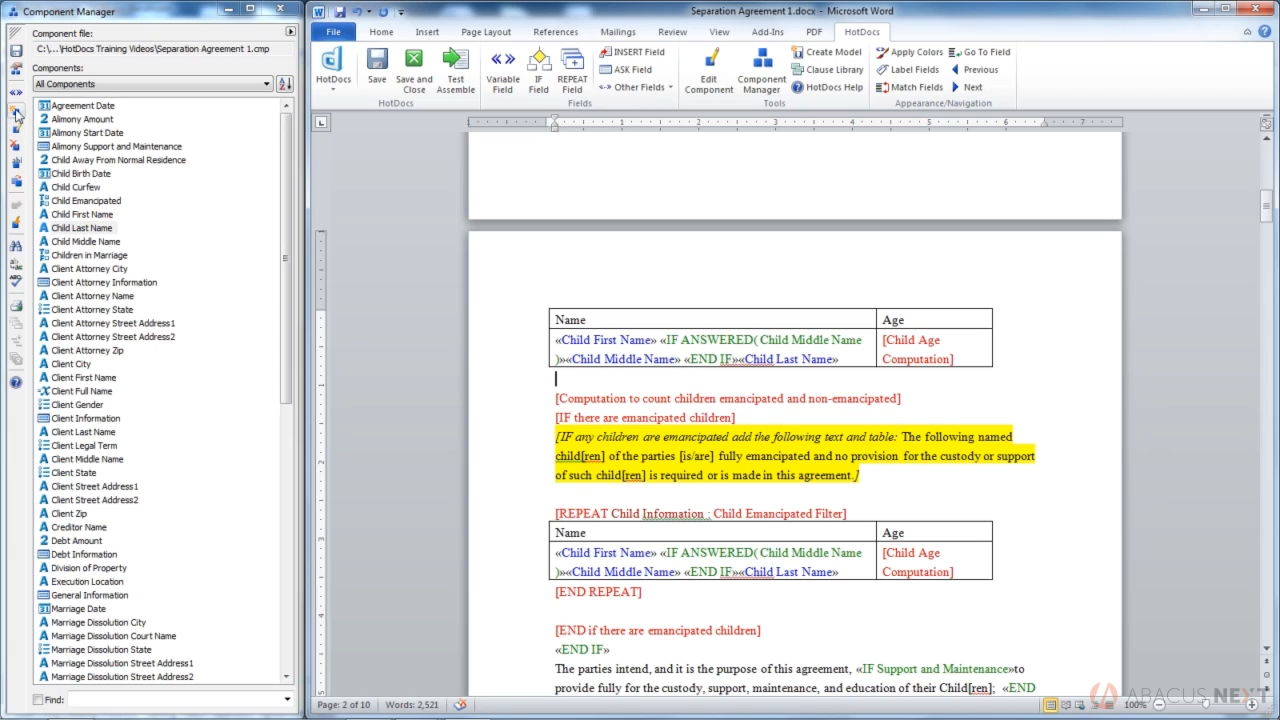 Component Manager
Component file:
C:\...\HotDocs Training Videos\Separation Agreement 1.cmp
Components:
All Components
Agreement Date
Alimony Amount
Alimony Start Date
Alimony Support and Maintenance
Child Away From Normal Residence
Child Birth Date
Child Curfew
Child Emancipated
Child First Name
Child Last Name
Child Middle Name
Children in Marriage
Client Attorney City
Client Attorney Information
Client Attorney Name
Client Attorney State
Client Attorney Street Address1
Client Attorney Street Address2
Client Attorney Zip
Client City
Client First Name
Client Full Name
Client Gender
Client Information
Client Last Name
Client Legal Term
Client Middle Name
Client State
Client Street Address1
Client Street Address2
Client Zip
Creditor Name
Debt Amount
Debt Information
Division of Property
Execution Location
General Information
Marriage Date
Marriage Dissolution City
Marriage Dissolution Court Name
Marriage Dissolution State
Marriage Dissolution Street Address1
Marriage Dissolution Street Address2
Find:
Separation Agreement 1.docx - Microsoft Word
File Home Insert Page Layout References Mailings Review View Add-Ins PDF HotDocs
HotDocs
Save
Save and Close
Test Assemble
HotDocs
Variable Field
IF Field
REPEAT Field
INSERT Field
ASK Field
Other Fields
Fields
Edit Component
Component Manager
Create Model
Clause Library
HotDocs Help
Tools
Apply Colors
Label Fields
Match Fields
Go To Field
Previous
Next
Appearance/Navigation
1 2 3 4 5 6 7
Name Age
«Child First Name» «IF ANSWERED( Child Middle Name [Child Age
)»«Child Middle Name» «END IF»«Child Last Name» Computation]
[Computation to count children emancipated and non-emancipated]
[IF there are emancipated children]
[IF any children are emancipated add the following text and table: The following named
child[ren] of the parties [is/are] fully emancipated and no provision for the custody or support
of such child[ren] is required or is made in this agreement.]
[REPEAT Child Information : Child Emancipated Filter]
Name Age
«Child First Name» «IF ANSWERED( Child Middle Name [Child Age
)»«Child Middle Name» «END IF»«Child Last Name» Computation]
[END REPEAT]
[END if there are emancipated children]
«END IF»
The parties intend, and it is the purpose of this agreement, «IF Support and Maintenance»to
provide fully for the custody, support, maintenance, and education of their Child[ren]; «END
Page: 2 of 10 Words: 2,521 100%
ABACUS NEXT